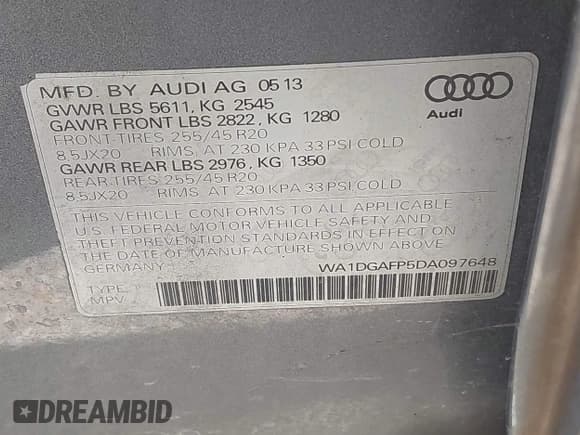 MFD. BY AUDI AG 05 13
GVWR LBS 5611, KG 2545
GAWR FRONT LBS 2822, KG 1280
FRONT-TIRES 255/45 R20
8.5JX20 RIMS, AT 230 KPA 33 PSI COLD
GAWR REAR LBS 2976, KG 1350
REAR-TIRES 255/45 R20
8.5JX20 RIMS, AT 230 KPA 33 PSI, COLD
THIS VEHICLE CONFORMS TO ALL APPLICABLE
U.S. FEDERAL MOTOR VEHICLE SAFETY AND
THEFT PREVENTION STANDARDS IN EFFECT ON
THE DATE OF MANUFACTURE SHOWN ABOVE.
GERMANY WA1DGAFP5DA097648
TYPE:
MPV
Audi
DREAMBID